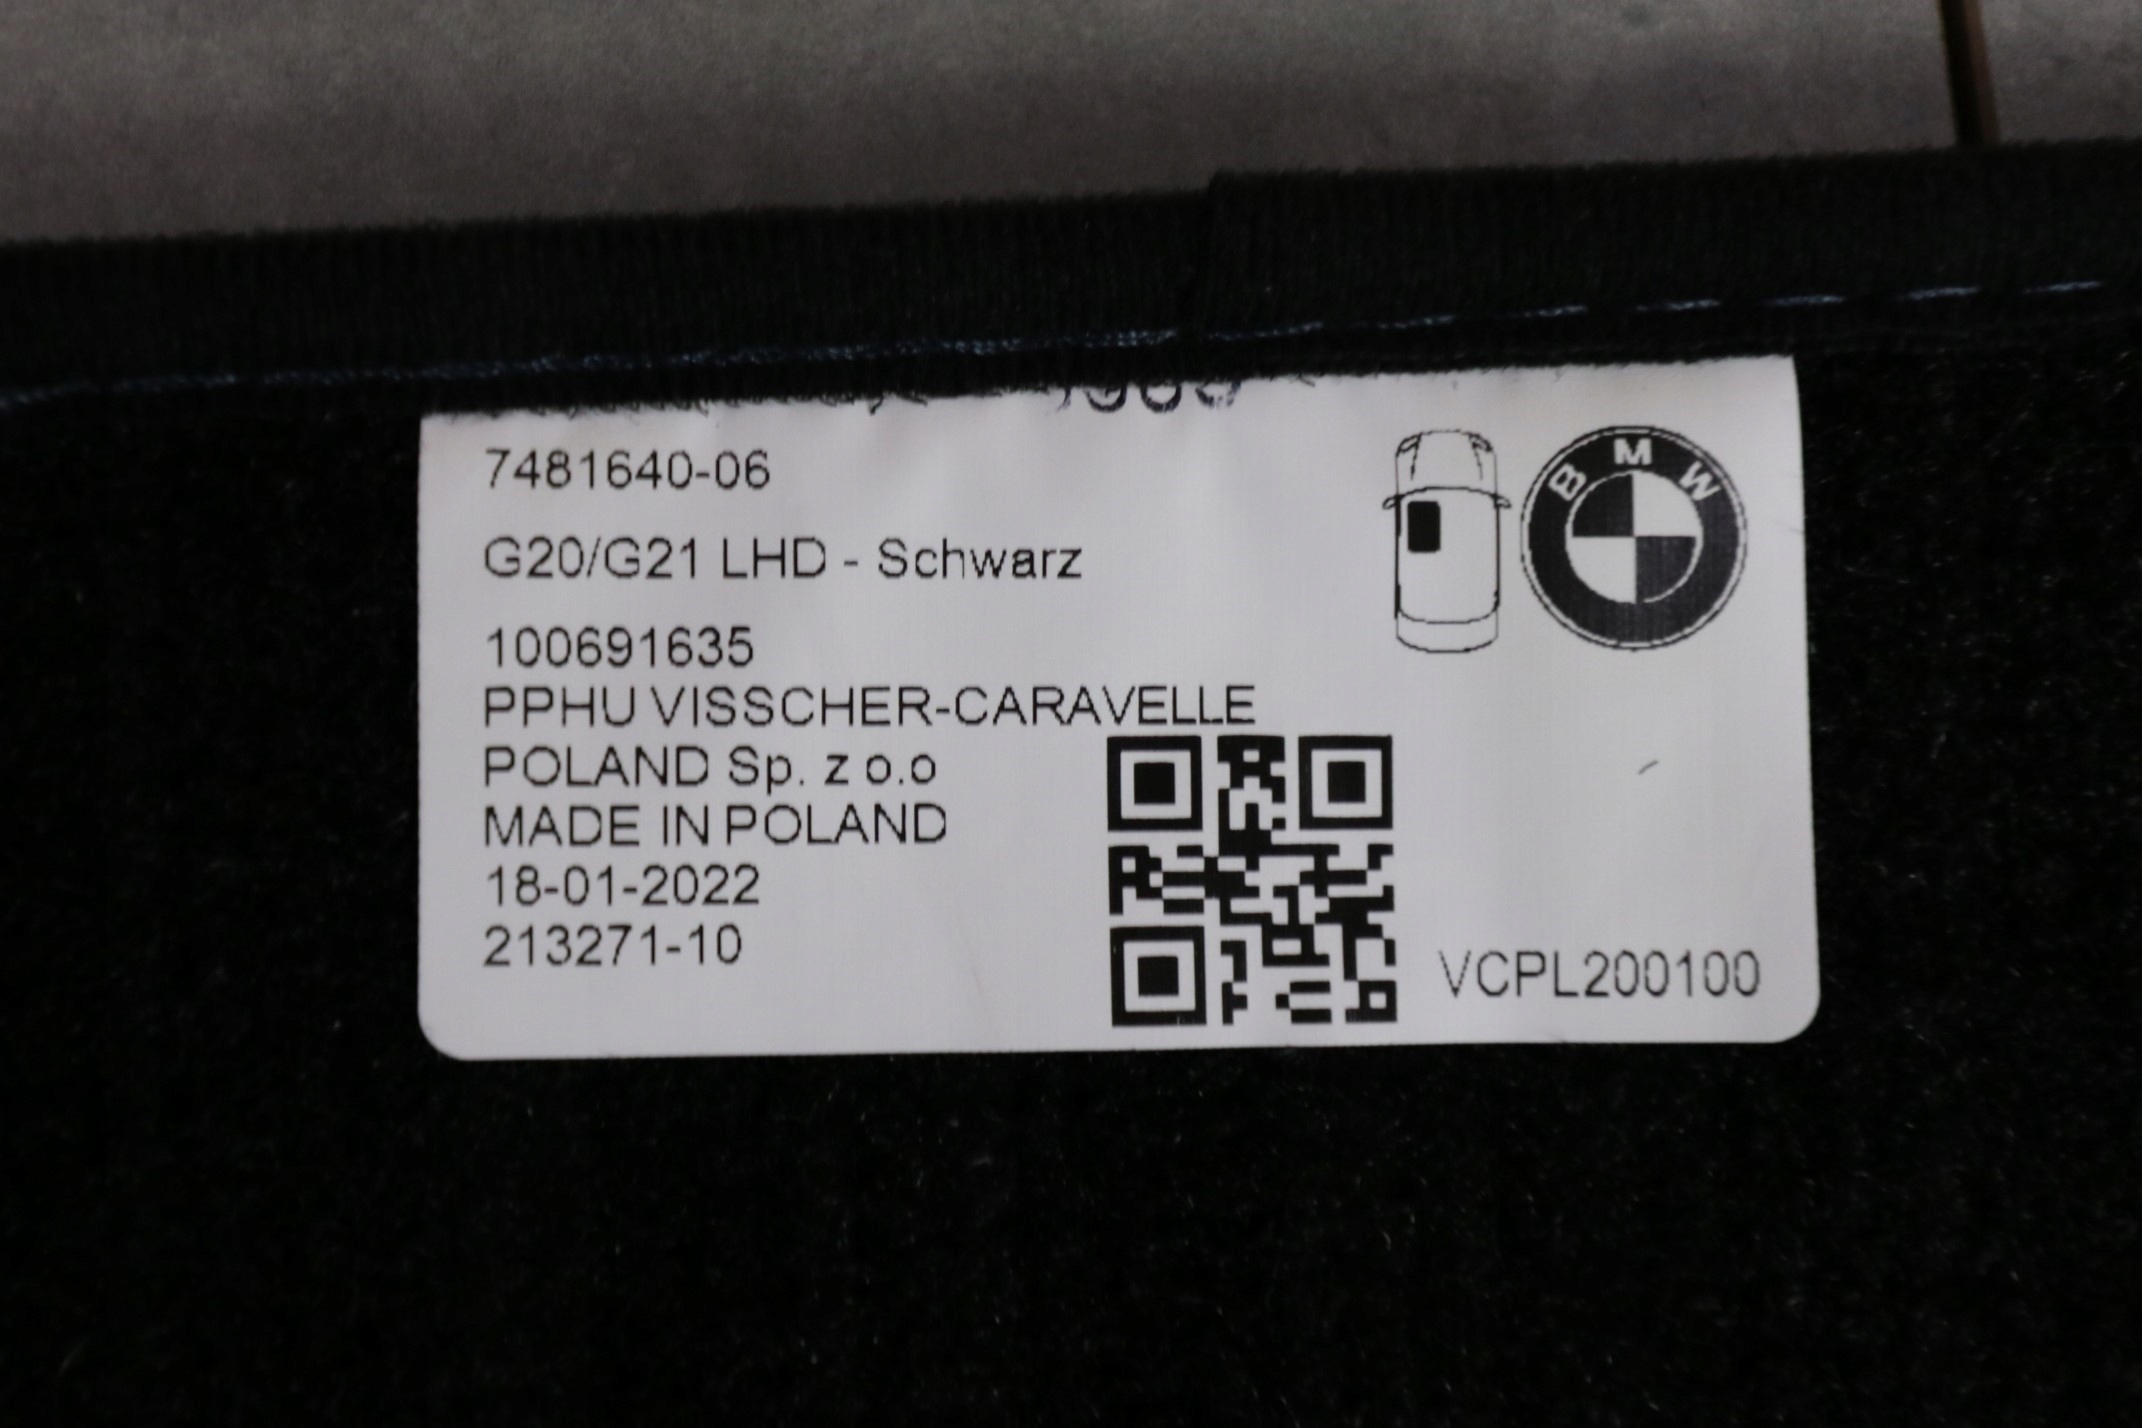 7481640-06
G20/G21 LHD - Schwarz
BMW
100691635
PPHU VISSCHER-CARAVELLE
POLAND Sp. z o.o
MADE IN POLAND
18-01-2022
213271-10
VCPL200100